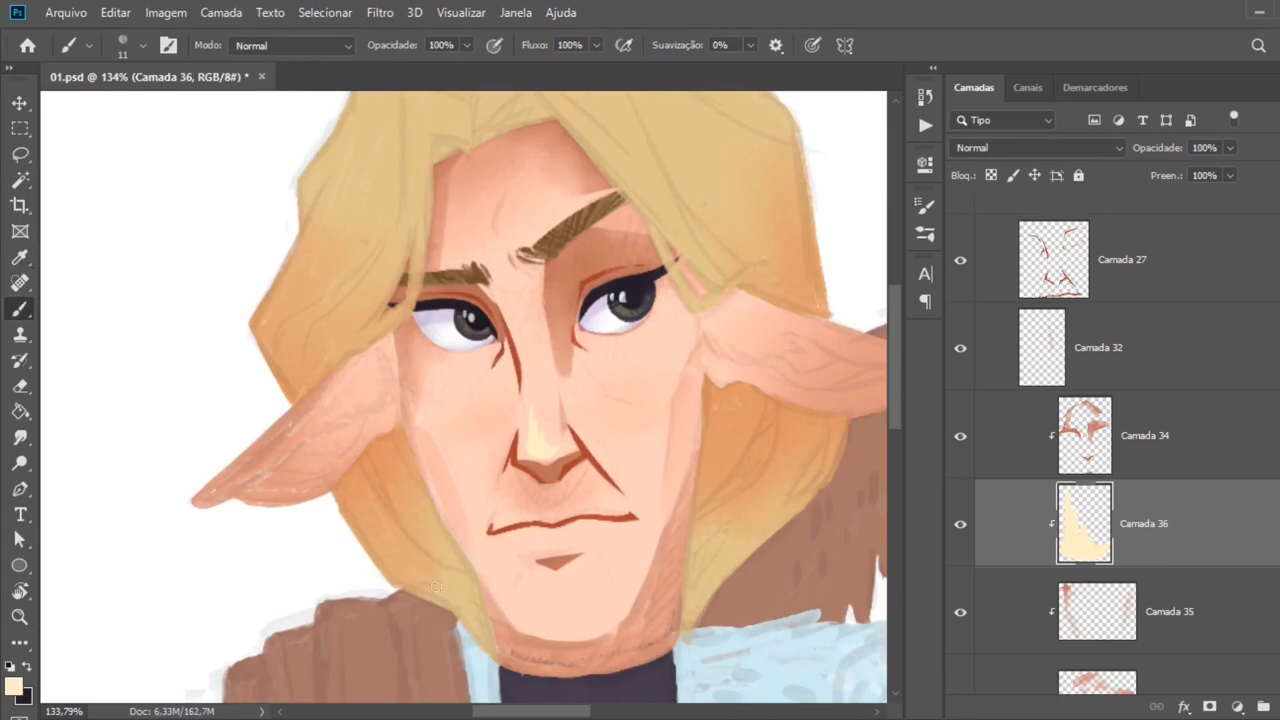 Ps Arquivo Editar Imagem Camada Texto Selecionar Filtro 3D Visualizar Janela Ajuda
11 Modo: Normal Opacidade: 100% Fluxo: 100% Suavização: 0%
01.psd @ 134% (Camada 36, RGB/8#) * ×
Camadas Canais Demarcadores
Tipo
Normal Opacidade: 100%
Bloq.: Preen.: 100%
Camada 27
Camada 32
Camada 34
Camada 36
Camada 35
133,79% Doc: 6,33M/162,7M